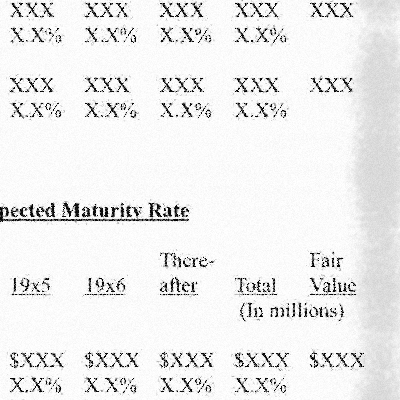 XXX XXX XXX XXX XXX
X.X% X.X% X.X% X.X%
XXX XXX XXX XXX XXX
X.X% X.X% X.X% X.X%
pected Maturity Rate
There- Fair
19x5 19x6 after Total Value
(In millions)
$XXX $XXX $XXX $XXX $XXX
X.X% X.X% X.X% X.X%